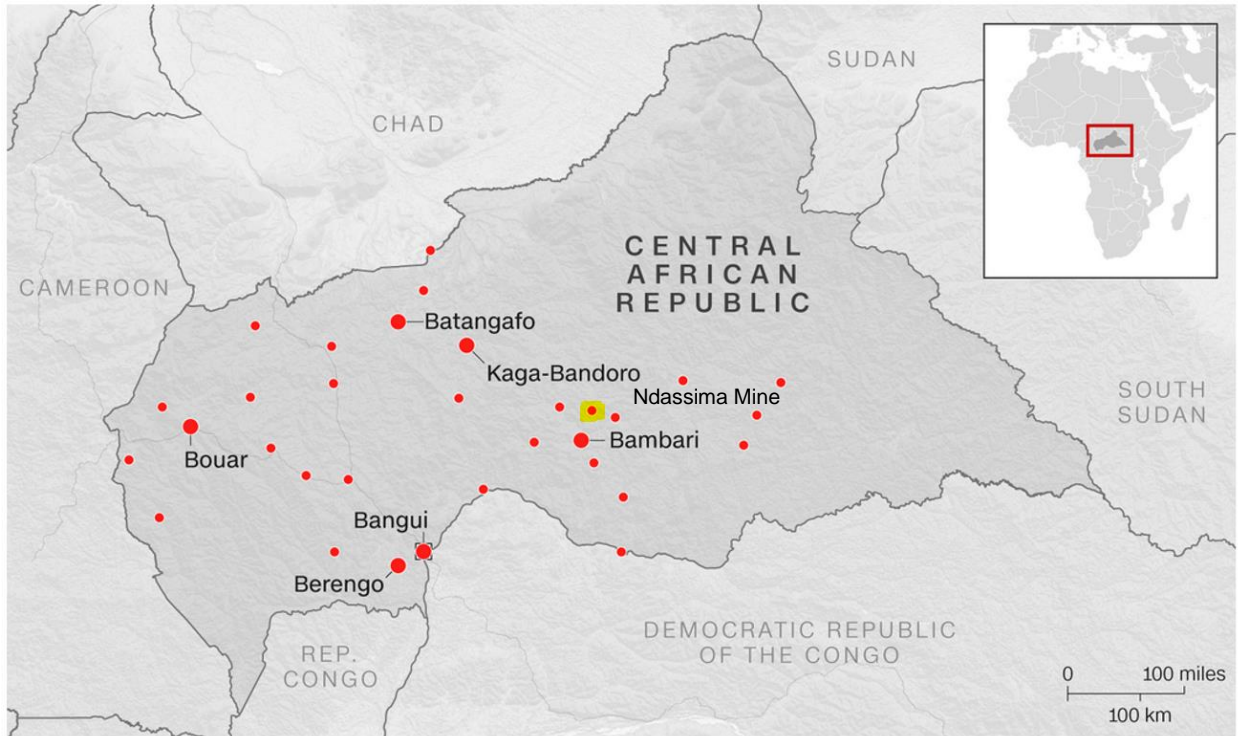 SUDAN
CHAD
CENTRAL
AFRICAN
REPUBLIC
CAMEROON
Batangafo
Kaga-Bandoro
Ndassima Mine
SOUTH
SUDAN
Bambari
Bouar
Bangui
Berengo
DEMOCRATIC REPUBLIC
OF THE CONGO
REP.
CONGO
0 100 miles
100 km